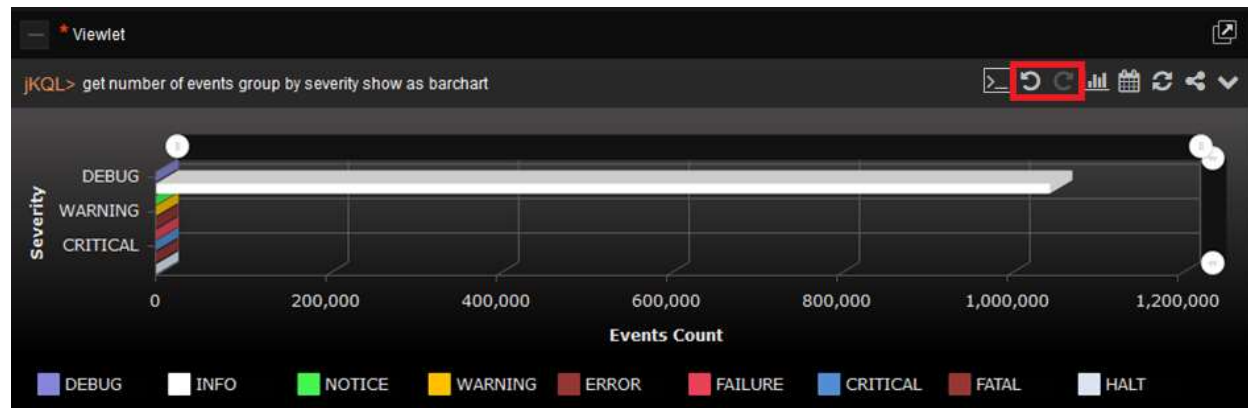 * Viewlet
jKQL> get number of events group by severity show as barchart
>_
Severity
DEBUG
WARNING
CRITICAL
0 200,000 400,000 600,000 800,000 1,000,000 1,200,000
Events Count
DEBUG INFO NOTICE WARNING ERROR FAILURE CRITICAL FATAL HALT